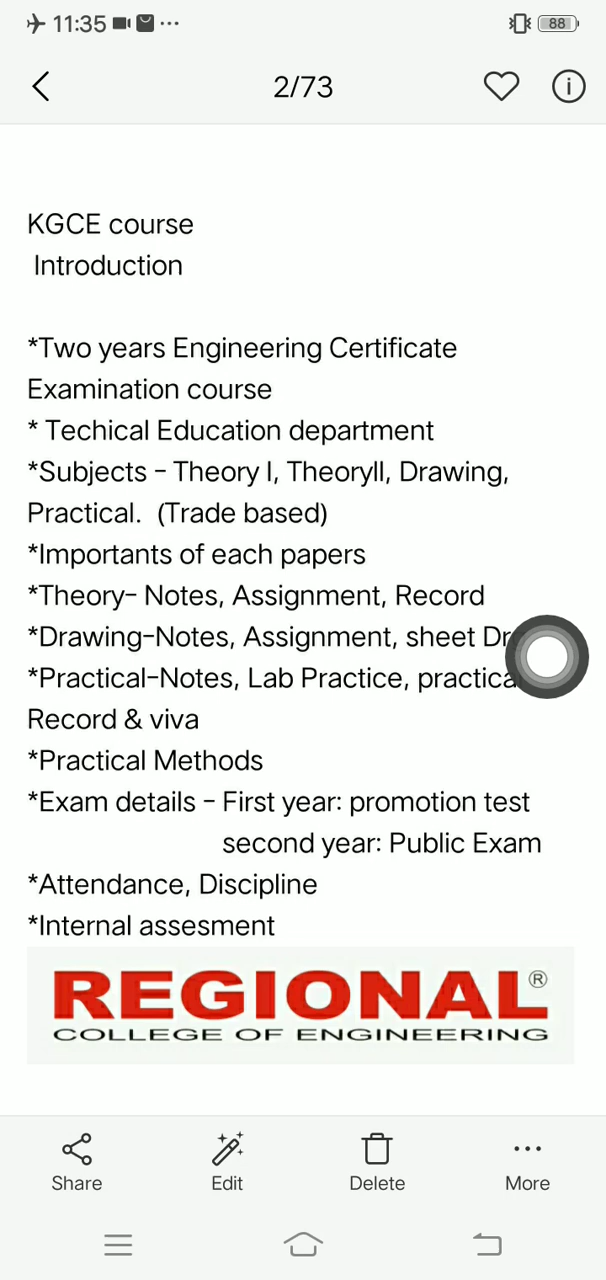 11:35
88
2/73
KGCE course
Introduction
*Two years Engineering Certificate
Examination course
* Techical Education department
*Subjects - Theory I, TheoryII, Drawing,
Practical. (Trade based)
*Importants of each papers
*Theory- Notes, Assignment, Record
*Drawing-Notes, Assignment, sheet
*Practical-Notes, Lab Practice,
Record & viva
*Practical Methods
*Exam details - First year: promotion test
second year: Public Exam
*Attendance, Discipline
*Internal assesment
REGIONAL®
COLLEGE OF ENGINEERING
Share Edit Delete More